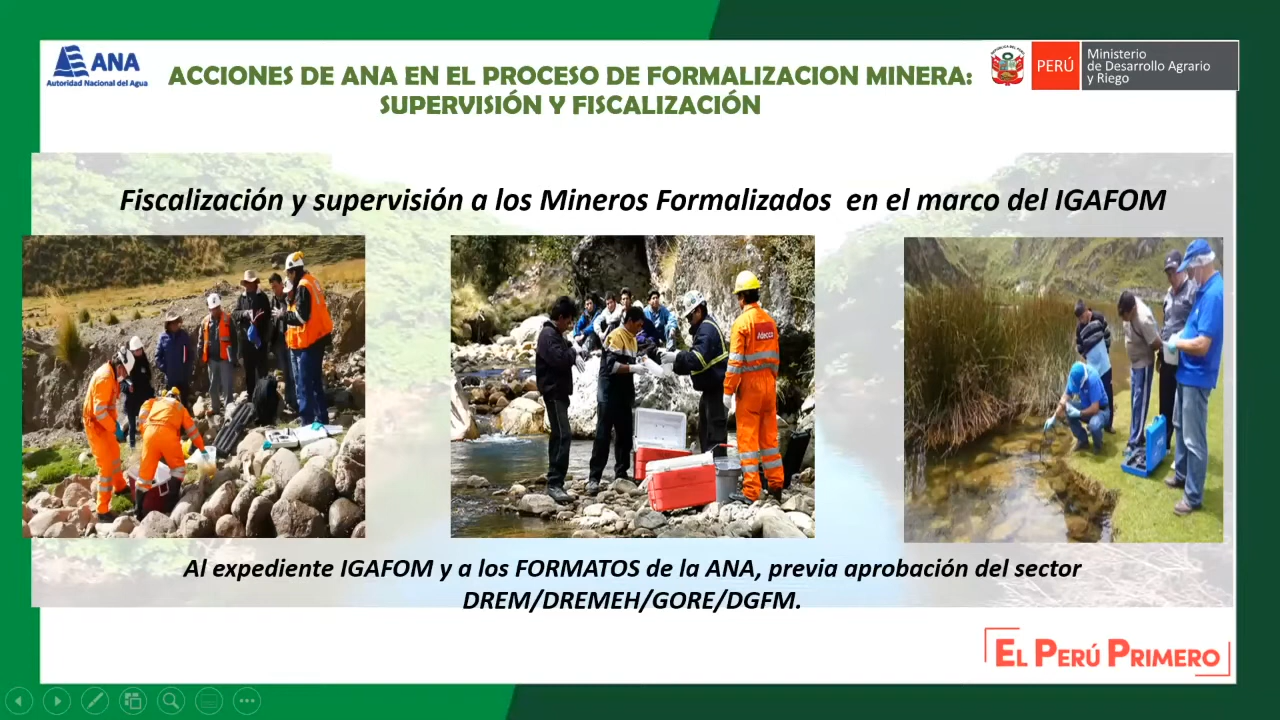 ANA
Autoridad Nacional del Agua
ACCIONES DE ANA EN EL PROCESO DE FORMALIZACION MINERA:
SUPERVISIÓN Y FISCALIZACIÓN
PERÚ
Ministerio
de Desarrollo Agrario
y Riego
Fiscalización y supervisión a los Mineros Formalizados en el marco del IGAFOM
Adecco
Al expediente IGAFOM y a los FORMATOS de la ANA, previa aprobación del sector
DREM/DREMEH/GORE/DGFM.
EL PERÚ PRIMERO